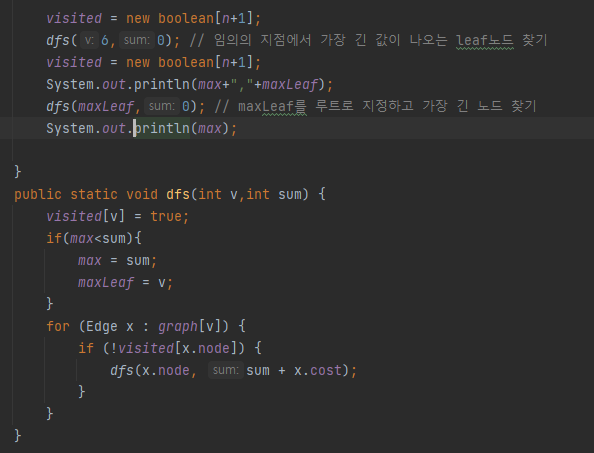 visited = new boolean[n+1];
dfs( v: 6, sum: 0); // 임의의 지점에서 가장 긴 값이 나오는 leaf노드 찾기
visited = new boolean[n+1];
System.out.println(max+","+maxLeaf);
dfs(maxLeaf, sum: 0); // maxLeaf를 루트로 지정하고 가장 긴 노드 찾기
System.out.println(max);
}
public static void dfs(int v,int sum) {
visited[v] = true;
if(max<sum){
max = sum;
maxLeaf = v;
}
for (Edge x : graph[v]) {
if (!visited[x.node]) {
dfs(x.node, sum: sum + x.cost);
}
}
}